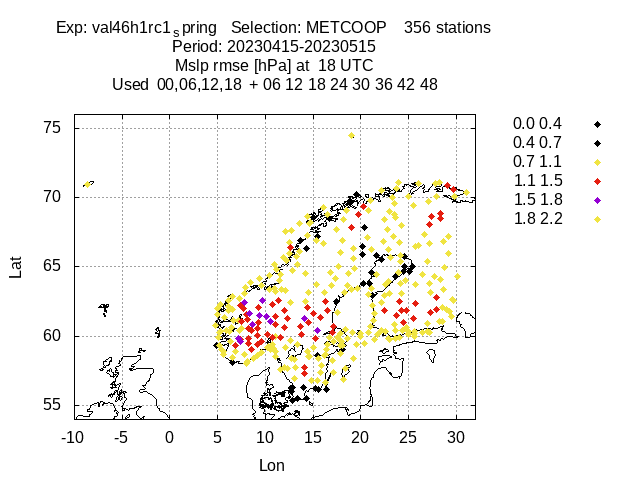 Exp: val46h1rc1spring Selection: METCOOP 356 stations
Period: 20230415-20230515
Mslp rmse [hPa] at 18 UTC
Used 00,06,12,18 + 06 12 18 24 30 36 42 48
0.0 0.4
0.4 0.7
0.7 1.1
1.1 1.5
1.5 1.8
1.8 2.2
Lat
75
70
65
60
55
-10 -5 0 5 10 15 20 25 30
Lon